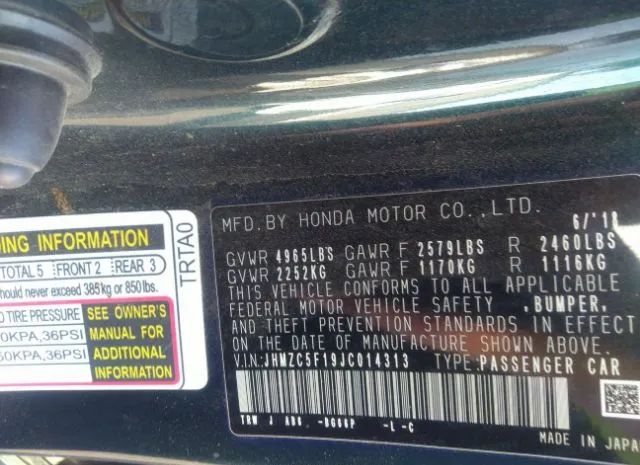 DING INFORMATION
TOTAL 5 FRONT 2 REAR 3
should never exceed 385kg or 850 lbs.
D TIRE PRESSURE
0KPA,36PSI
50KPA,36PSI
SEE OWNER'S
MANUAL FOR
ADDITIONAL
INFORMATION
TRTA0
MFD.BY HONDA MOTOR CO.,LTD. 6/'18
GVWR 4965LBS GAWR F 2579LBS R 2460LBS
GVWR 2252KG GAWR F 1170KG R 1116KG
THIS VEHICLE CONFORMS TO ALL APPLICABLE
FEDERAL MOTOR VEHICLE SAFETY ,BUMPER,
AND THEFT PREVENTION STANDARDS IN EFFECT
ON THE DATE OF MANUFACTURE SHOWN ABOVE.
V.I.N: JHMZC5F19JC014313 TYPE:PASSENGER CAR
MADE IN JAPA